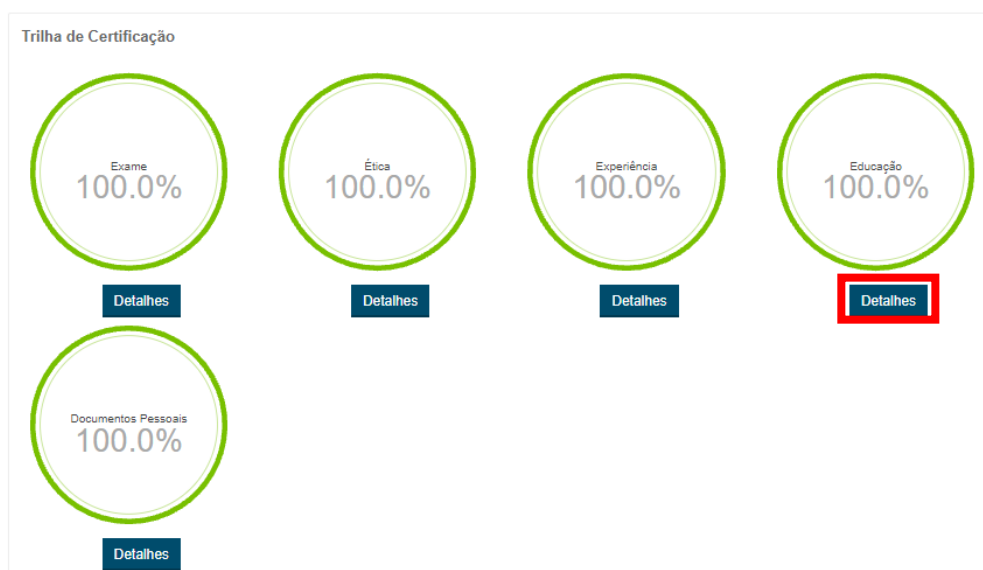 Trilha de Certificação
Exame
100.0%
Ética
100.0%
Experiência
100.0%
Educação
100.0%
Detalhes
Detalhes
Detalhes
Detalhes
Documentos Pessoais
100.0%
Detalhes